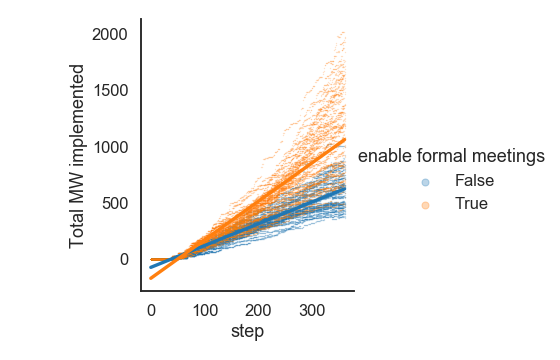 2000
1500
1000
500
0
Total MW implemented
0 100 200 300
step
enable formal meetings
False
True